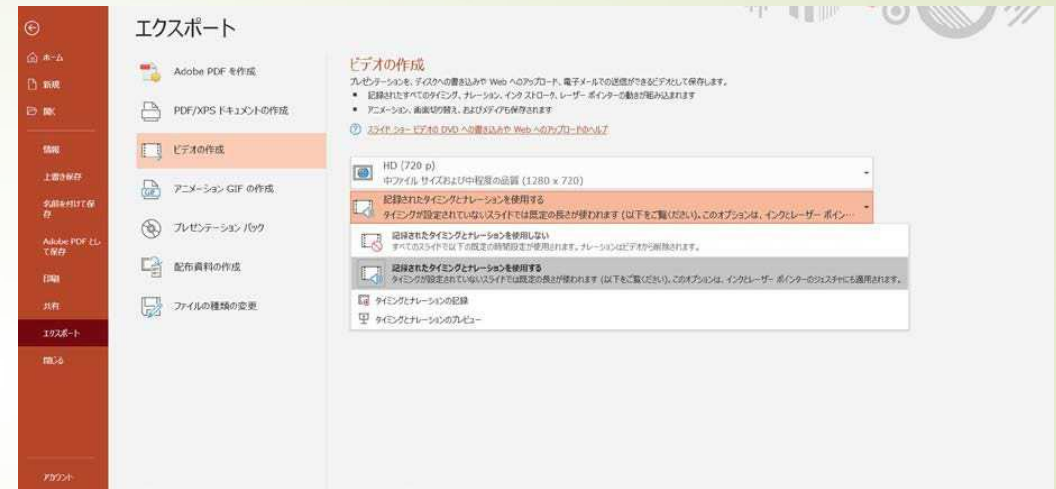 エクスポート
ホーム
新規
開く
情報
上書き保存
名前を付けて保
存
Adobe PDF とし
て保存
印刷
共有
エクスポート
閉じる
アカウント
Adobe PDF を作成
PDF/XPS ドキュメントの作成
ビデオの作成
アニメーション GIF の作成
プレゼンテーション パック
配布資料の作成
ファイルの種類の変更
ビデオの作成
プレゼンテーションを、ディスクへの書き込みや Web へのアップロード、電子メールでの送信ができるビデオとして保存します。
記録されたすべてのタイミング、ナレーション、インク ストローク、レーザー ポインターの動きが組み込まれます
アニメーション、画面切り替え、およびメディアも保存されます
スライド ショー ビデオの DVD への書き込みや Web へのアップロードのヘルプ
HD (720 p)
中ファイル サイズおよび中程度の品質 (1280 x 720)
記録されたタイミングとナレーションを使用する
タイミングが設定されていないスライドでは既定の長さが使われます (以下をご覧ください)。このオプションは、インクとレーザー ポイン…
記録されたタイミングとナレーションを使用しない
すべてのスライドで以下の既定の時間設定が使用されます。ナレーションはビデオから削除されます。
記録されたタイミングとナレーションを使用する
タイミングが設定されていないスライドでは既定の長さが使われます (以下をご覧ください)。このオプションは、インクとレーザー ポインターのジェスチャにも適用されます。
タイミングとナレーションの記録
タイミングとナレーションのプレビュー